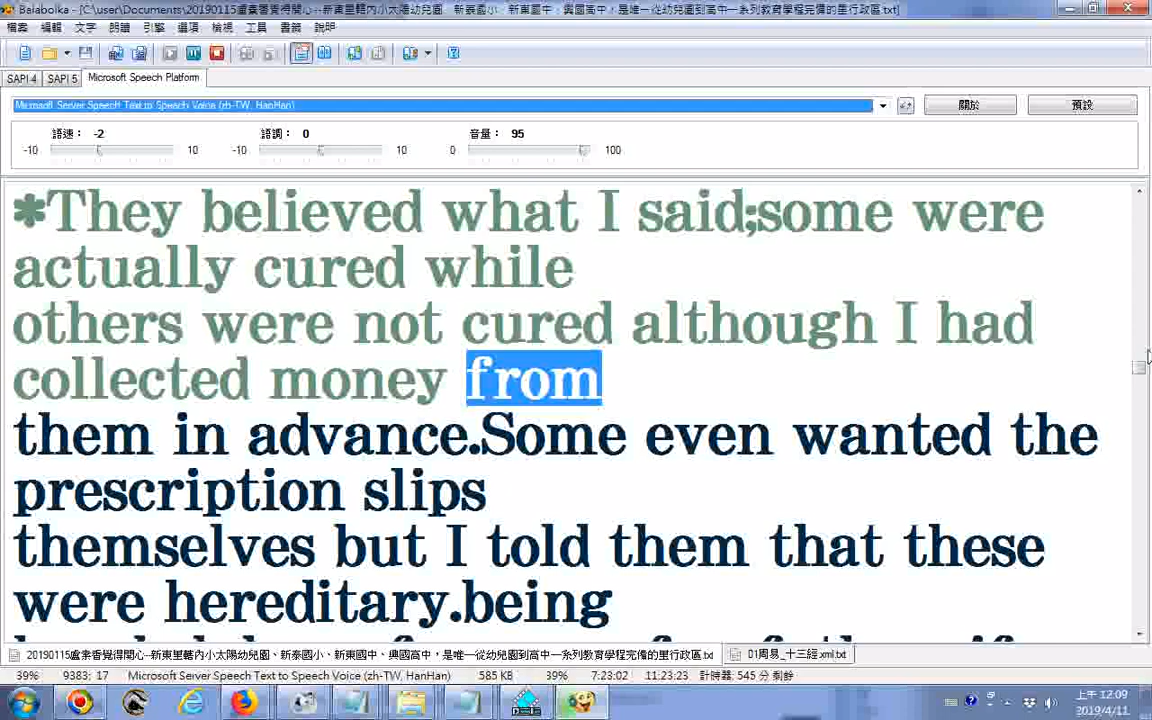 Balabolka - [C:\user\Documents\20190115盧素香覺得開心--新東里轄內小太陽幼兒園、新泰國小、新東國中、興國高中，是唯一從幼兒園到高中一系列教育學程完備的里行政區.txt]
檔案 編輯 文字 朗讀 引擎 選項 檢視 工具 書籤 說明
SAPI 4 SAPI 5 Microsoft Speech Platform
Microsoft Server Speech Text to Speech Voice (zh-TW, HanHan)
關於 預設
語速： -2 語調： 0 音量： 95
-10 10 -10 10 0 100
*They believed what I said;some were
actually cured while
others were not cured although I had
collected money from
them in advance.Some even wanted the
prescription slips
themselves but I told them that these
were hereditary.being
20190115盧素香覺得開心--新東里轄內小太陽幼兒園、新泰國小、新東國中、興國高中，是唯一從幼兒園到高中一系列教育學程完備的里行政區.txt 01周易_十三經.xml.txt
39% 9383: 17 Microsoft Server Speech Text to Speech Voice (zh-TW, HanHan) 585 KB 39% 7:23:02 11:23:23 計時器: 545 分 剩餘
上午 12:09
2019/4/11